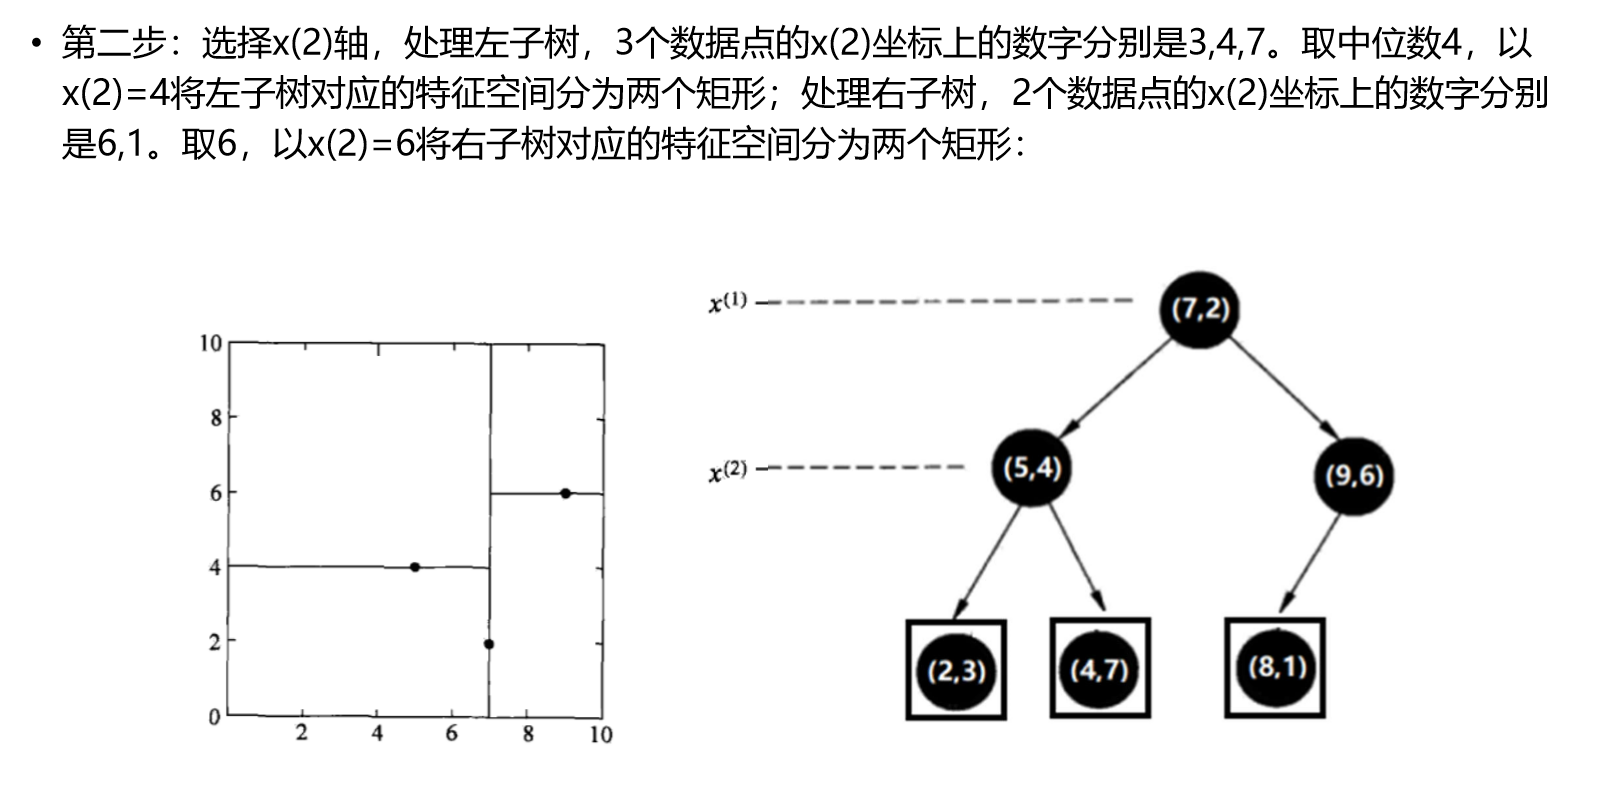 • 第二步：选择x(2)轴，处理左子树，3个数据点的x(2)坐标上的数字分别是3,4,7。取中位数4，以
x(2)=4将左子树对应的特征空间分为两个矩形；处理右子树，2个数据点的x(2)坐标上的数字分别
是6,1。取6，以x(2)=6将右子树对应的特征空间分为两个矩形：
10
8
6
4
2
0
2 4 6 8 10
x(1)
(7,2)
x(2)
(5,4)
(9,6)
(2,3)
(4,7)
(8,1)